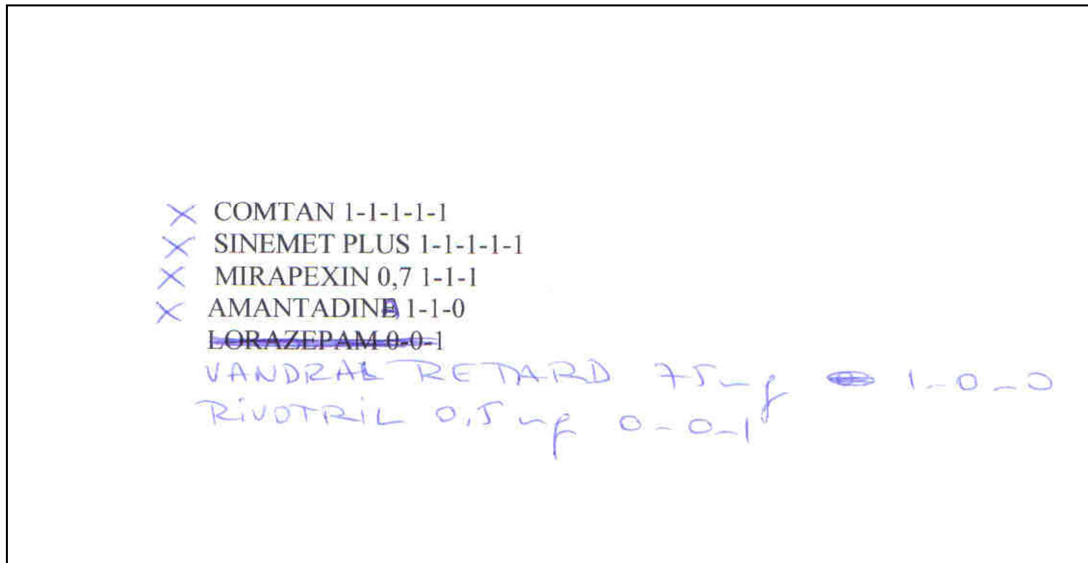 × COMTAN 1-1-1-1-1
× SINEMET PLUS 1-1-1-1-1
× MIRAPEXIN 0,7 1-1-1
× AMANTADINA 1-1-0
LORAZEPAM 0-0-1
VANDRAL RETARD 75 mg 1-0-0
RIVOTRIL 0,5 mg 0-0-1